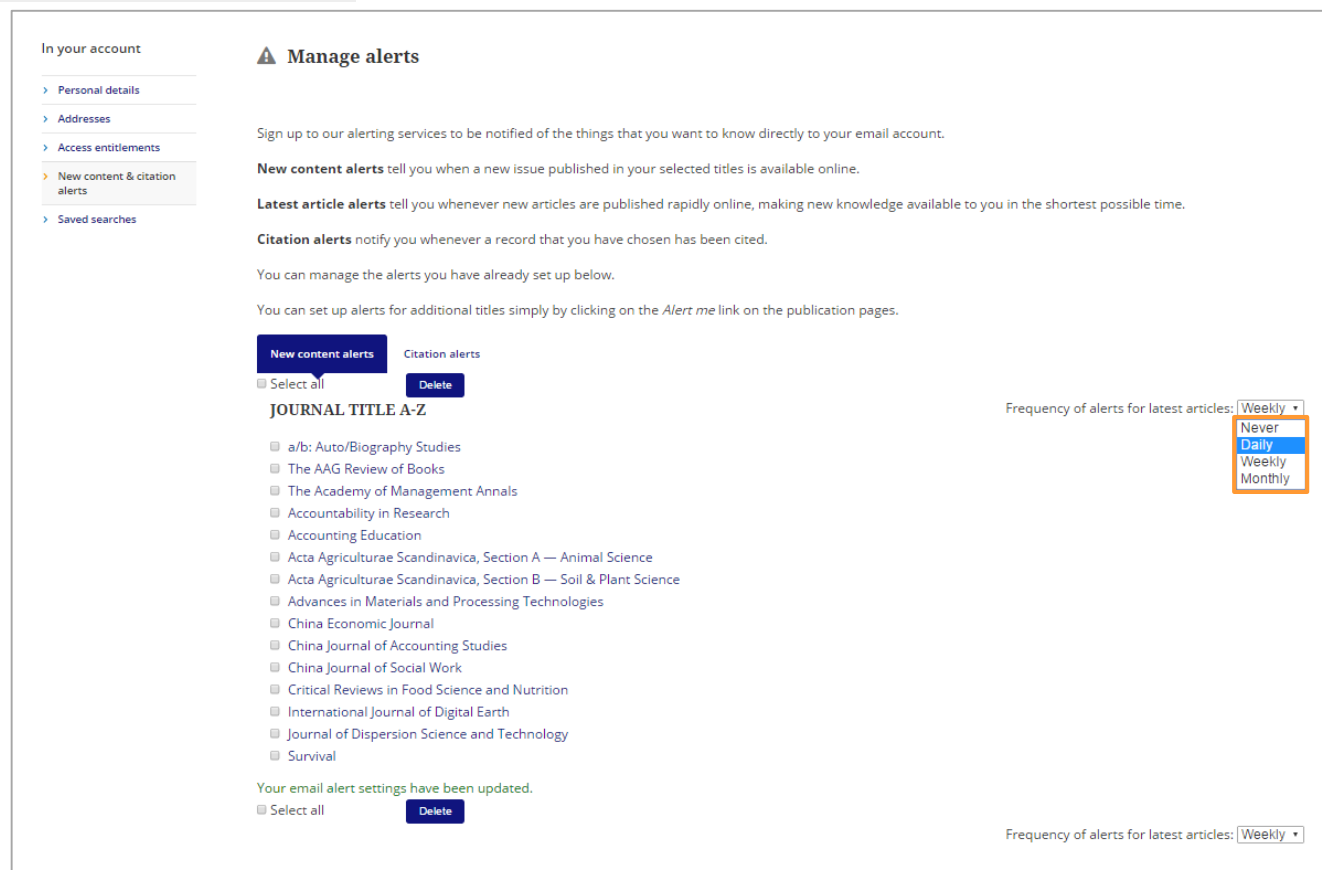 In your account
Personal details
Addresses
Access entitlements
New content & citation
alerts
Saved searches
Manage alerts
Sign up to our alerting services to be notified of the things that you want to know directly to your email account.
New content alerts tell you when a new issue published in your selected titles is available online.
Latest article alerts tell you whenever new articles are published rapidly online, making new knowledge available to you in the shortest possible time.
Citation alerts notify you whenever a record that you have chosen has been cited.
You can manage the alerts you have already set up below.
You can set up alerts for additional titles simply by clicking on the Alert me link on the publication pages.
New content alerts Citation alerts
Select all Delete
JOURNAL TITLE A-Z
Frequency of alerts for latest articles: Weekly
Never
Daily
Weekly
Monthly
a/b: Auto/Biography Studies
The AAG Review of Books
The Academy of Management Annals
Accountability in Research
Accounting Education
Acta Agriculturae Scandinavica, Section A — Animal Science
Acta Agriculturae Scandinavica, Section B — Soil & Plant Science
Advances in Materials and Processing Technologies
China Economic Journal
China Journal of Accounting Studies
China Journal of Social Work
Critical Reviews in Food Science and Nutrition
International Journal of Digital Earth
Journal of Dispersion Science and Technology
Survival
Your email alert settings have been updated.
Select all Delete
Frequency of alerts for latest articles: Weekly